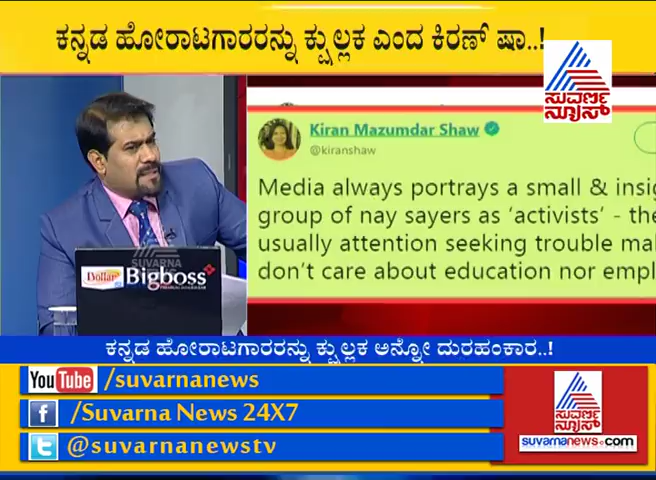 ಕನ್ನಡ ಹೋರಾಟಗಾರರನ್ನು ಕ್ಷುಲ್ಲಕ ಎಂದ ಕಿರಣ್ ಷಾ..!
ಸುವರ್ಣ
ನ್ಯೂಸ್
Kiran Mazumdar Shaw
@kiranshaw
Media always portrays a small & insig
group of nay sayers as ‘activists’ - the
usually attention seeking trouble mal
don’t care about education nor empl
SUVARNA
Dollar Bigboss
ಕನ್ನಡ ಹೋರಾಟಗಾರರನ್ನು ಕ್ಷುಲ್ಲಕ ಅನ್ನೋ ದುರಹಂಕಾರ..!
YouTube /suvarnanews
f /Suvarna News 24X7
t @suvarnanewstv
ಸುವರ್ಣ
ನ್ಯೂಸ್
suvarnanews.com